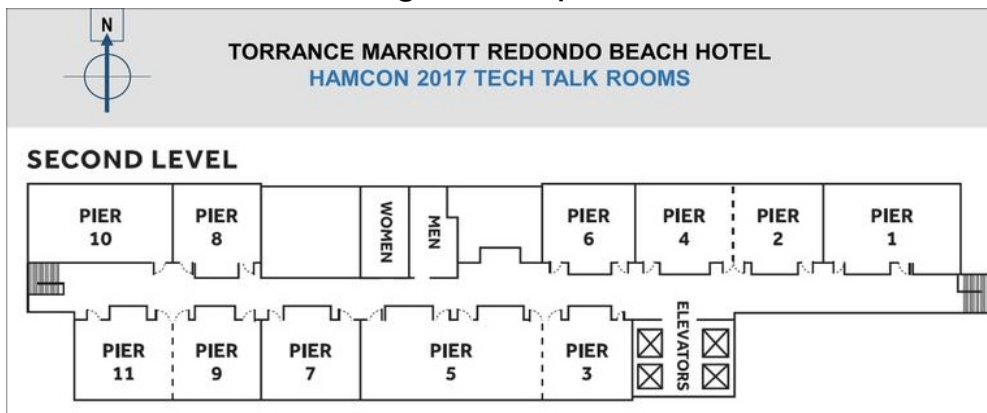 N
TORRANCE MARRIOTT REDONDO BEACH HOTEL
HAMCON 2017 TECH TALK ROOMS
SECOND LEVEL
PIER
10
PIER
8
WOMEN
MEN
PIER
6
PIER
4
PIER
2
PIER
1
PIER
11
PIER
9
PIER
7
PIER
5
PIER
3
ELEVATORS